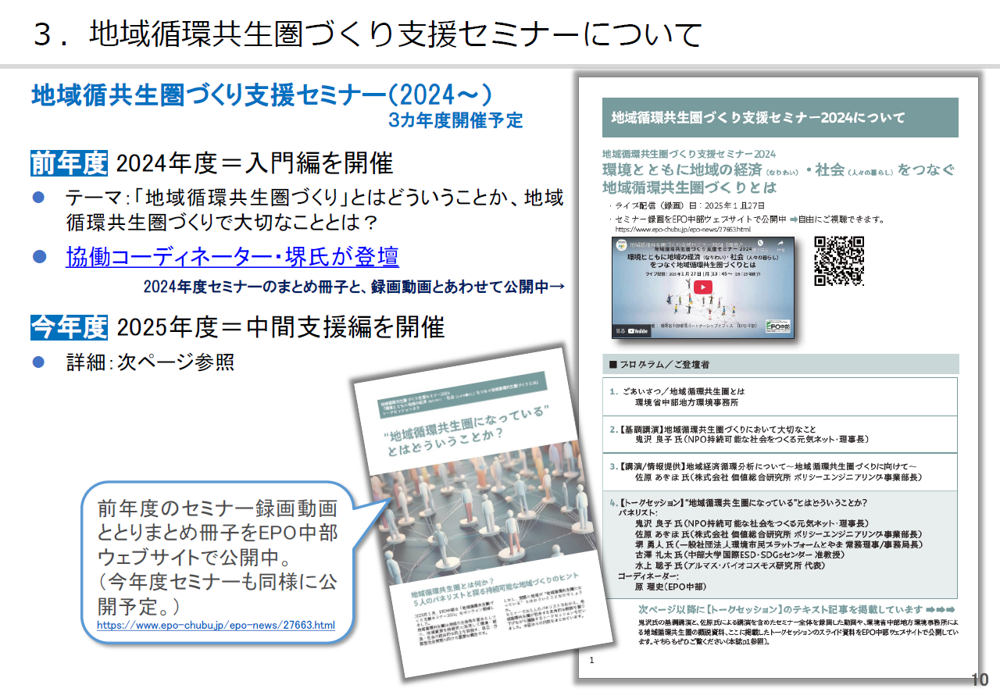 ３．地域循環共生圏づくり支援セミナーについて
地域循共生圏づくり支援セミナー（2024～）
３カ年度開催予定
前年度 2024年度＝入門編を開催
● テーマ：「地域循環共生圏づくり」とはどういうことか、地域
循環共生圏づくりで大切なこととは？
● 協働コーディネーター・堺氏が登壇
2024年度セミナーのまとめ冊子と、録画動画とあわせて公開中→
今年度 2025年度＝中間支援編を開催
● 詳細：次ページ参照
前年度のセミナー録画動画
ととりまとめ冊子をEPO中部
ウェブサイトで公開中。
（今年度セミナーも同様に公
開予定。）
https://www.epo-chubu.jp/epo-news/27663.html
“地域循環共生圏になっている”
とはどういうことか？
地域循環共生圏とは何か？
5人のパネリストと探る持続可能な地域づくりのヒント
地域循環共生圏づくり支援セミナー2024について
地域循環共生圏づくり支援セミナー2024
環境とともに地域の経済（なりわい）・社会（人々の暮らし）をつなぐ
地域循環共生圏づくりとは
・ライブ配信（録画）日：2025年１月27日
・セミナー録画をEPO中部ウェブサイトで公開中 ➡自由にご視聴できます。
https://www.epo-chubu.jp/epo-news/27663.html
地域循環共生圏づくり支援セミナー 2024
環境とともに地域の経済（なりわい）・社会（人々の暮らし）
をつなぐ地域循環共生圏づくりとは
見る YouTube
EPO中部
■ プログラム／ご登壇者
1. ごあいさつ／地域循環共生圏とは
環境省中部地方環境事務所
2.【基調講演】地域循環共生圏づくりにおいて大切なこと
鬼沢 良子 氏（NPO持続可能な社会をつくる元気ネット・理事長）
3.【講演/情報提供】地域経済循環分析について～地域循環共生圏づくりに向けて～
佐原 あきほ 氏（株式会社 価値総合研究所 ポリシーエンジニアリング事業部長）
4.【トークセッション】“地域循環共生圏になっている”とはどういうことか？
パネリスト：
鬼沢 良子 氏（NPO持続可能な社会をつくる元気ネット・理事長）
佐原 あきほ 氏（株式会社 価値総合研究所 ポリシーエンジニアリング事業部長）
堺 勇人 氏（一般社団法人環境市民プラットフォームとやま 常務理事/事務局長）
古澤 礼太 氏（中部大学 国際ESD・SDGsセンター 准教授）
水上 聡子 氏（アルマス・バイオコスモス研究所 代表）
コーディネーター：
原 理史（EPO中部）
次ページ以降に【トークセッション】のテキスト記事を掲載しています ➡➡➡
鬼沢氏の基調講演と、佐原氏による講演を含めたセミナー全体を録画した動画や、環境省中部地方環境事務所によ
る地域循環共生圏の概説資料、ここに掲載したトークセッションのスライド資料をEPO中部ウェブサイトで公開してい
ます。そちらもぜひご覧ください（本誌p1参照）。
1
10